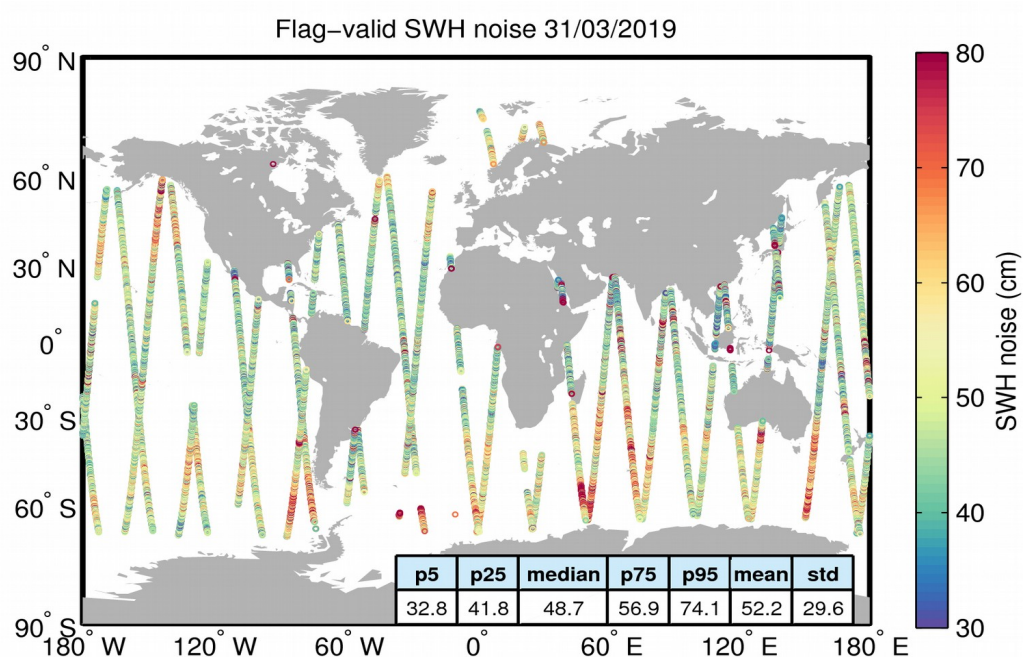 Flag−valid SWH noise 31/03/2019
90° N
60° N
30° N
0°
30° S
60° S
90° S
180° W
120° W
60° W
0°
60° E
120° E
180° E
80
70
60
50
40
30
SWH noise (cm)
p5 p25 median p75 p95 mean std
32.8 41.8 48.7 56.9 74.1 52.2 29.6